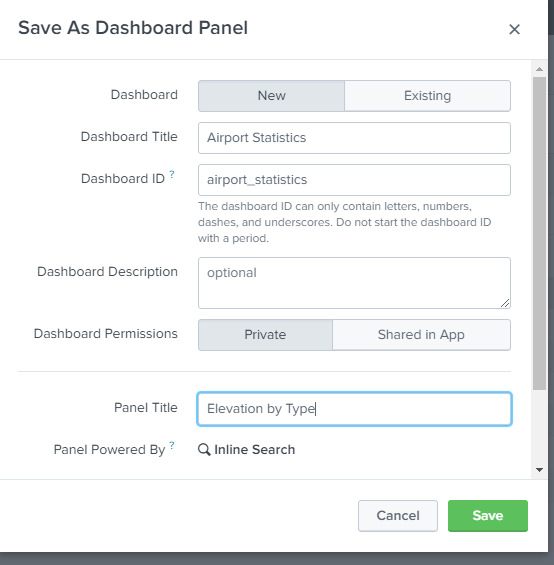 Save As Dashboard Panel
Dashboard New Existing
Dashboard Title Airport Statistics
Dashboard ID ? airport_statistics
The dashboard ID can only contain letters, numbers,
dashes, and underscores. Do not start the dashboard ID
with a period.
Dashboard Description optional
Dashboard Permissions Private Shared in App
Panel Title Elevation by Type
Panel Powered By ? Inline Search
Cancel Save